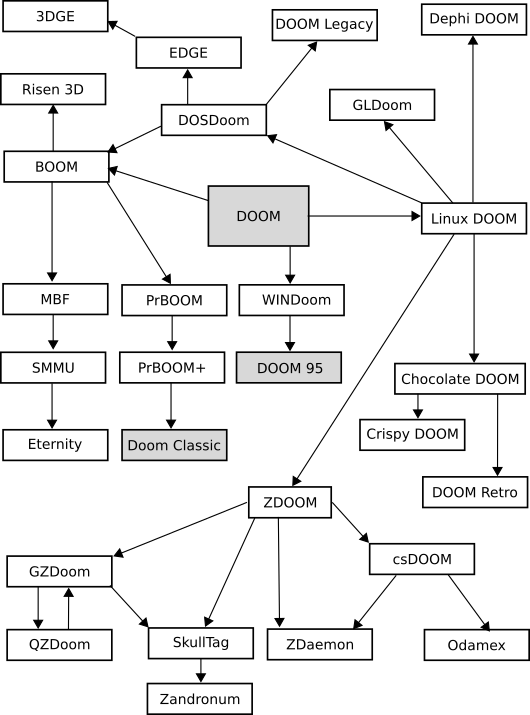 3DGE
DOOM Legacy
Dephi DOOM
EDGE
Risen 3D
GLDoom
DOSDoom
BOOM
DOOM
Linux DOOM
MBF
PrBOOM
WINDoom
SMMU
PrBOOM+
DOOM 95
Chocolate DOOM
Eternity
Doom Classic
Crispy DOOM
DOOM Retro
ZDOOM
GZDoom
csDOOM
QZDoom
SkullTag
ZDaemon
Odamex
Zandronum